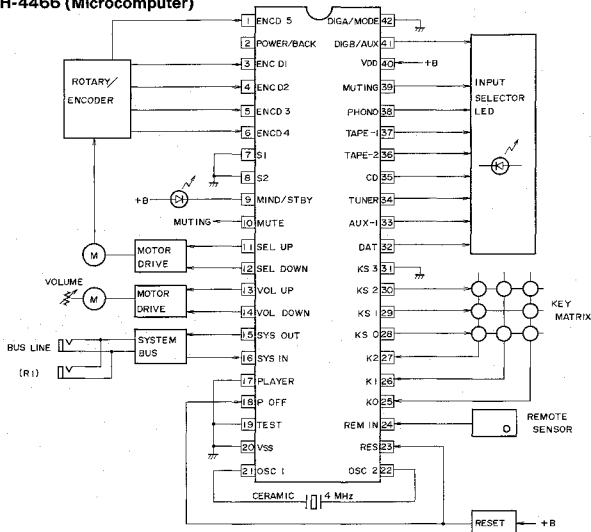 H-4466 (Microcomputer)
1 ENCD 5
2 POWER/BACK
3 ENC D1
4 ENC D2
5 ENCD 3
6 ENCD 4
7 S1
8 S2
9 MIND/STBY
10 MUTE
11 SEL UP
12 SEL DOWN
13 VOL UP
14 VOL DOWN
15 SYS OUT
16 SYS IN
17 PLAYER
18 P OFF
19 TEST
20 VSS
21 OSC 1
DIGA/MODE 42
DIGB/AUX 41
VDD 40
MUTING 39
PHONO 38
TAPE-1 37
TAPE-2 36
CD 35
TUNER 34
AUX-1 33
DAT 32
KS 3 31
KS 2 30
KS 1 29
KS 0 28
K2 27
K1 26
K0 25
REM IN 24
RES 23
OSC 2 22
ROTARY/
ENCODER
+B
MUTING
M
MOTOR
DRIVE
VOLUME
M
MOTOR
DRIVE
BUS LINE
(R1)
SYSTEM
BUS
CERAMIC
4 MHz
+B
INPUT
SELECTOR
LED
KEY
MATRIX
REMOTE
SENSOR
RESET
+B